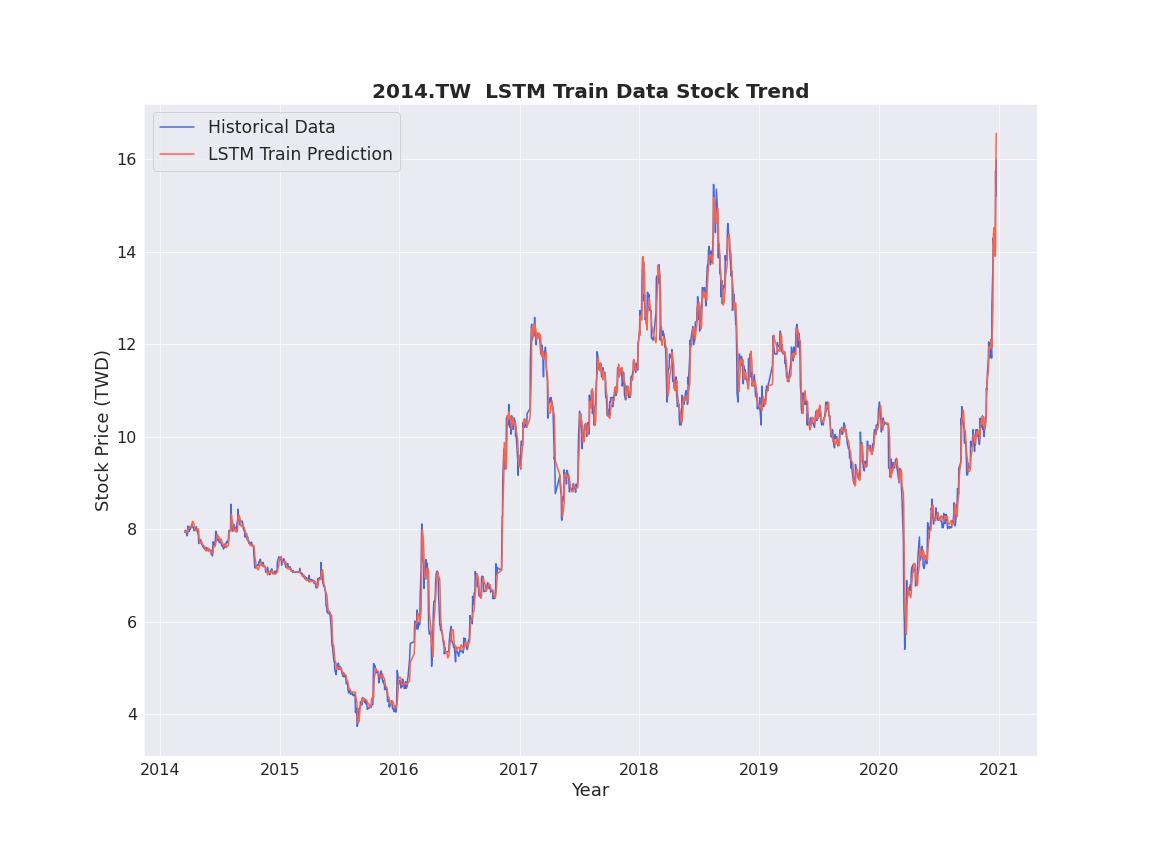 2014.TW  LSTM Train Data Stock Trend
Historical Data
LSTM Train Prediction
16
14
12
10
8
6
4
Stock Price (TWD)
2014 2015 2016 2017 2018 2019 2020 2021
Year